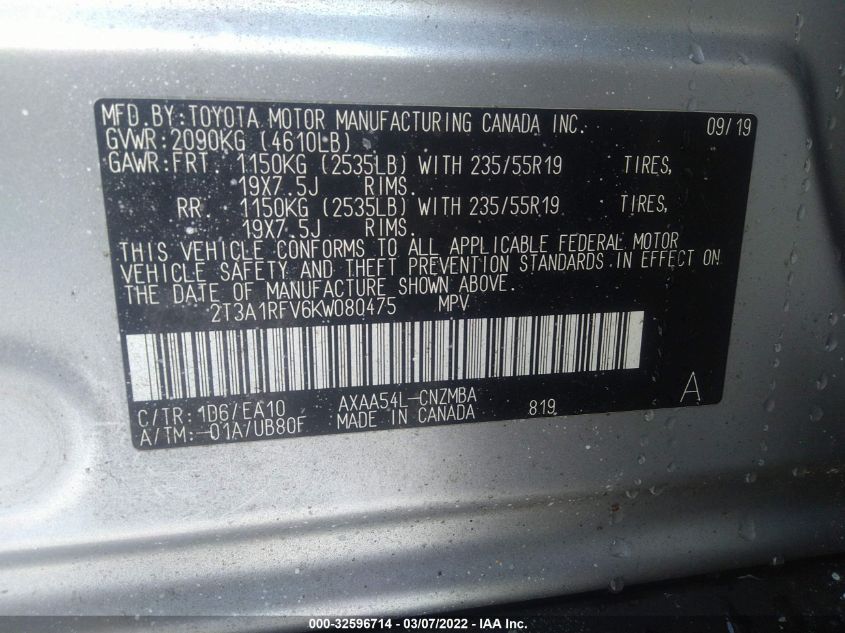 MFD.BY:TOYOTA MOTOR MANUFACTURING CANADA INC. 09/19
GVWR:2090KG (4610LB)
GAWR:FRT. 1150KG (2535LB) WITH 235/55R19 TIRES,
19X7.5J RIMS.
RR. 1150KG (2535LB) WITH 235/55R19 TIRES,
19X7.5J RIMS.
THIS VEHICLE CONFORMS TO ALL APPLICABLE FEDERAL MOTOR
VEHICLE SAFETY AND THEFT PREVENTION STANDARDS IN EFFECT ON
THE DATE OF MANUFACTURE SHOWN ABOVE.
2T3A1RFV6KW080475 MPV
C/TR: 1D6/EA10 AXAA54L-CNZMBA 819 A
A/TM: -01A/UB80F MADE IN CANADA
000-32596714 - 03/07/2022 - IAA Inc.